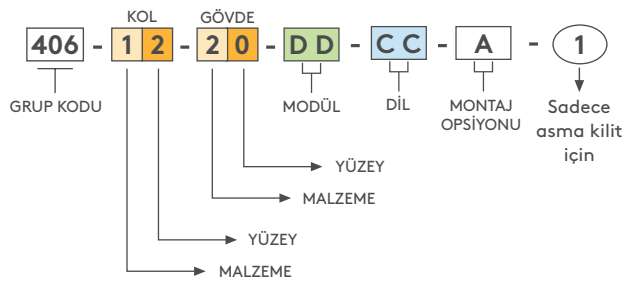 KOL GÖVDE
406 - 1 2 - 2 0 - D D - C C - A - 1
GRUP KODU MODÜL DİL MONTAJ OPSİYONU Sadece asma kilit için
YÜZEY
MALZEME
YÜZEY
MALZEME